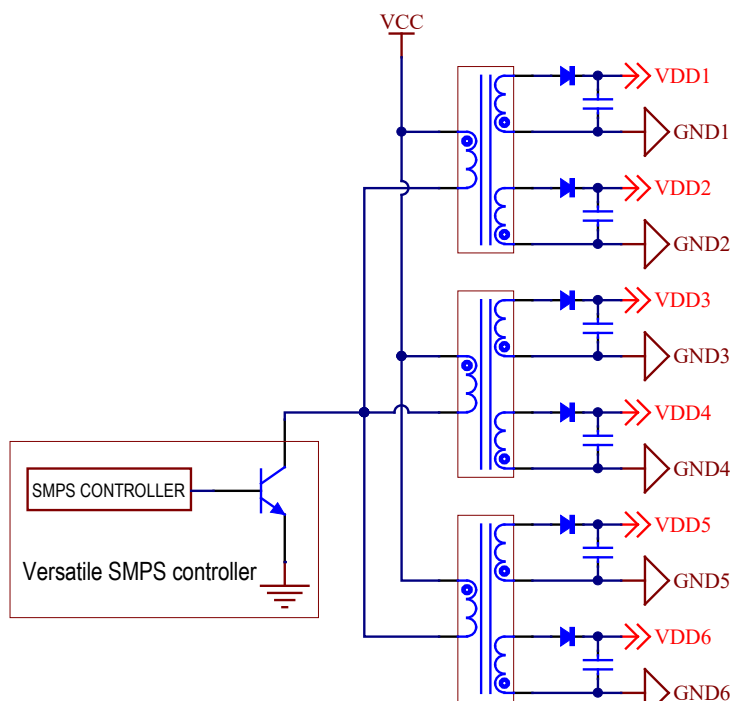 VCC
VDD1
GND1
VDD2
GND2
VDD3
GND3
VDD4
GND4
SMPS CONTROLLER
Versatile SMPS controller
VDD5
GND5
VDD6
GND6